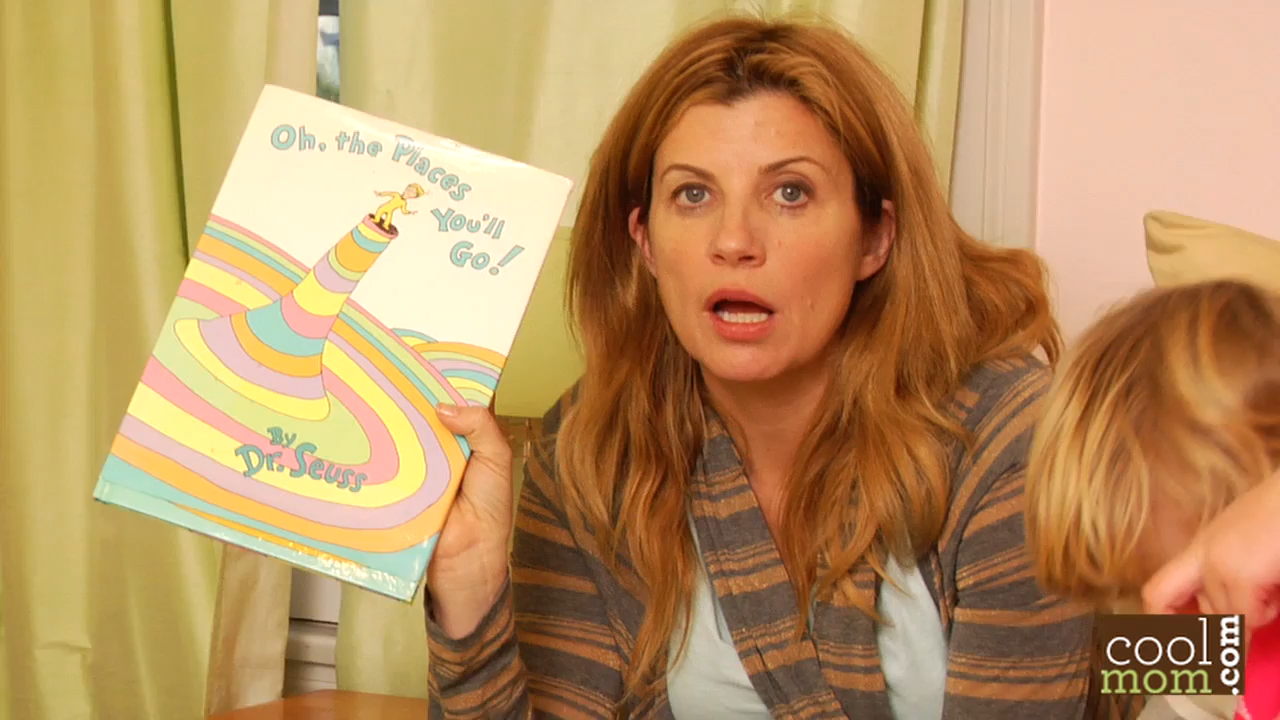 Oh, the Places
You'll
Go!
By
Dr. Seuss
cool
mom
.com